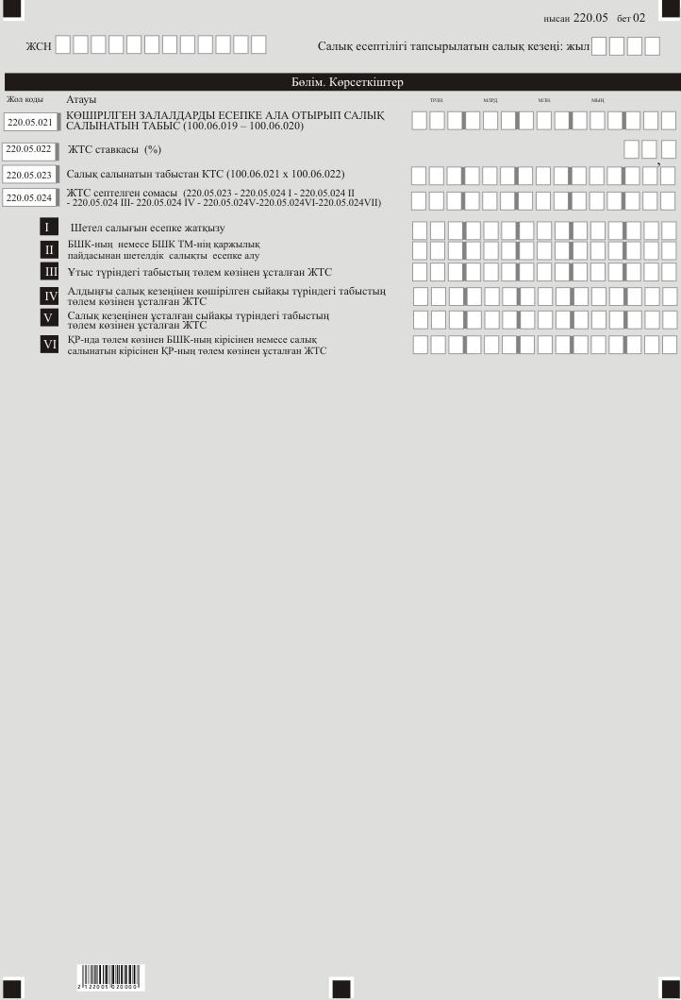 нысан 220.05 бет 02
ЖСН
Салық есептілігі тапсырылатын салық кезеңі: жыл
Бөлім. Көрсеткіштер
Жол коды Атауы трлн. млрд. млн. мың.
220.05.021 КӨШІРІЛГЕН ЗАЛАЛДАРДЫ ЕСЕПКЕ АЛА ОТЫРЫП САЛЫҚ
САЛЫНАТЫН ТАБЫС (100.06.019 – 100.06.020)
220.05.022 ЖТС ставкасы (%)
,
220.05.023 Салық салынатын табыстан КТС (100.06.021 х 100.06.022)
220.05.024 ЖТС септелген сомасы (220.05.023 - 220.05.024 I - 220.05.024 II
- 220.05.024 III- 220.05.024 IV - 220.05.024V-220.05.024VI-220.05.024VII)
I Шетел салығын есепке жатқызу
II БШК-ның немесе БШК ТМ-нің қаржылық
пайдасынан шетелдік салықты есепке алу
III Ұтыс түріндегі табыстың төлем көзінен ұсталған ЖТС
IV Алдыңғы салық кезеңінен көшірілген сыйақы түріндегі табыстың
төлем көзінен ұсталған ЖТС
V Салық кезеңінен ұсталған сыйақы түріндегі табыстың
төлем көзінен ұсталған ЖТС
VI ҚР-нда төлем көзінен БШК-ның кірісінен немесе салық
салынатын кірісінен ҚР-ның төлем көзінен ұсталған ЖТС
2 122005 020000